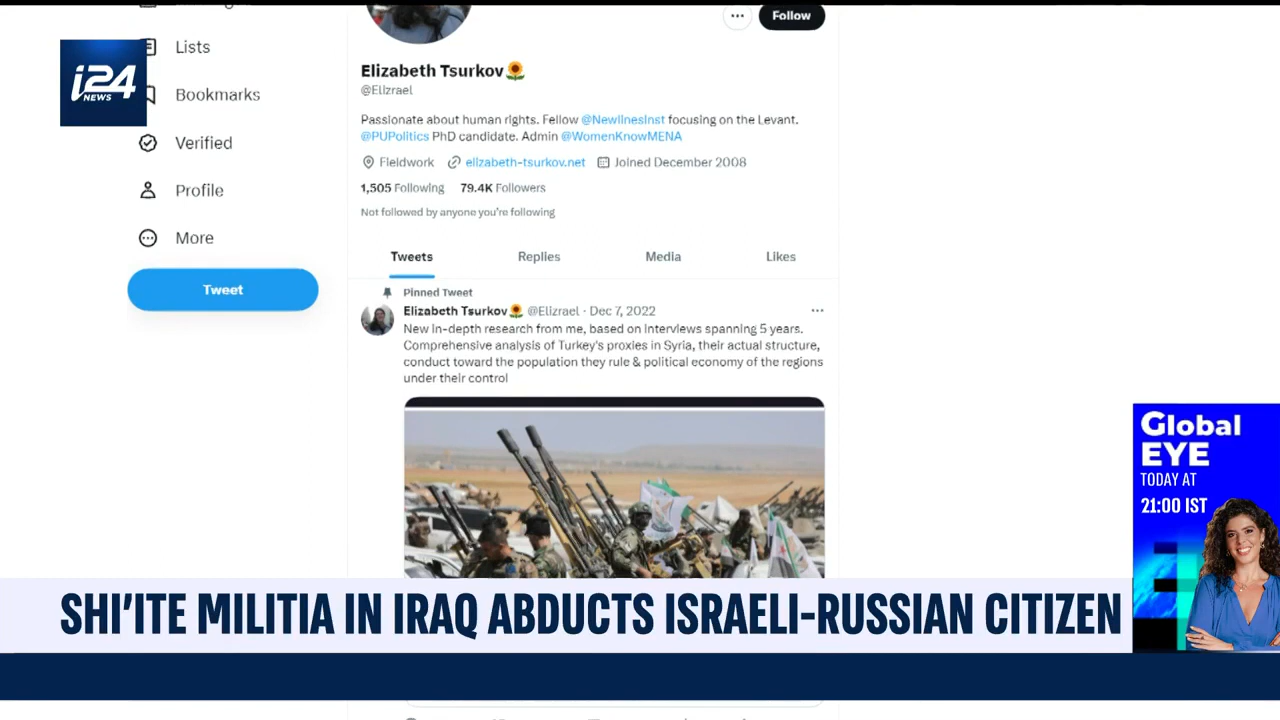 Lists
Bookmarks
Verified
Profile
More
Tweet
i24
NEWS
Follow
Elizabeth Tsurkov🌻
@Elizrael
Passionate about human rights. Fellow @NewlinesInst focusing on the Levant.
@PUPolitics PhD candidate. Admin @WomenKnowMENA
Fieldwork elizabeth-tsurkov.net Joined December 2008
1,505 Following 79.4K Followers
Not followed by anyone you're following
Tweets Replies Media Likes
Pinned Tweet
Elizabeth Tsurkov🌻 @Elizrael · Dec 7, 2022
New in-depth research from me, based on interviews spanning 5 years.
Comprehensive analysis of Turkey's proxies in Syria, their actual structure,
conduct toward the population they rule & political economy of the regions
under their control
Global
EYE
TODAY AT
21:00 IST
SHI'ITE MILITIA IN IRAQ ABDUCTS ISRAELI-RUSSIAN CITIZEN